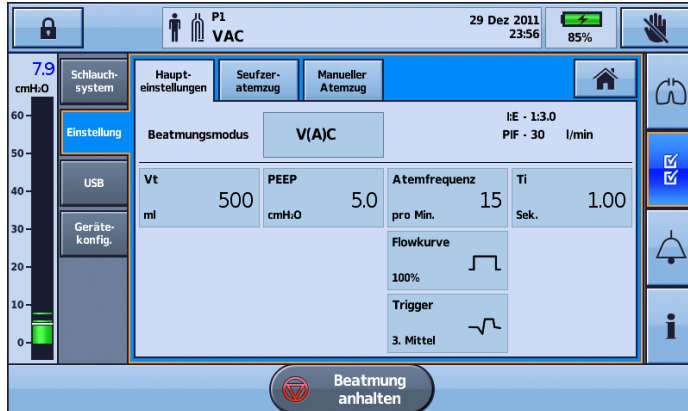 P1
VAC
29 Dez 2011
23:56
85%
7.9
cmH₂O
60
50
40
30
20
10
0
Schlauch-
system
Einstellung
USB
Geräte-
konfig.
Haupt-
einstellungen
Seufzer-
atemzug
Manueller
Atemzug
Beatmungsmodus
V(A)C
I:E - 1:3.0
PIF - 30 l/min
Vt
500
ml
PEEP
5.0
cmH₂O
Atemfrequenz
15
pro Min.
Ti
1.00
Sek.
Flowkurve
100%
Trigger
3. Mittel
i
Beatmung
anhalten